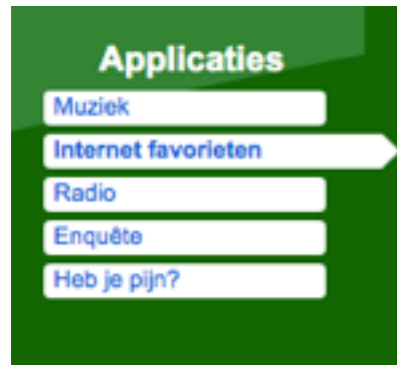 Applicaties
Muziek
Internet favorieten
Radio
Enquête
Heb je pijn?